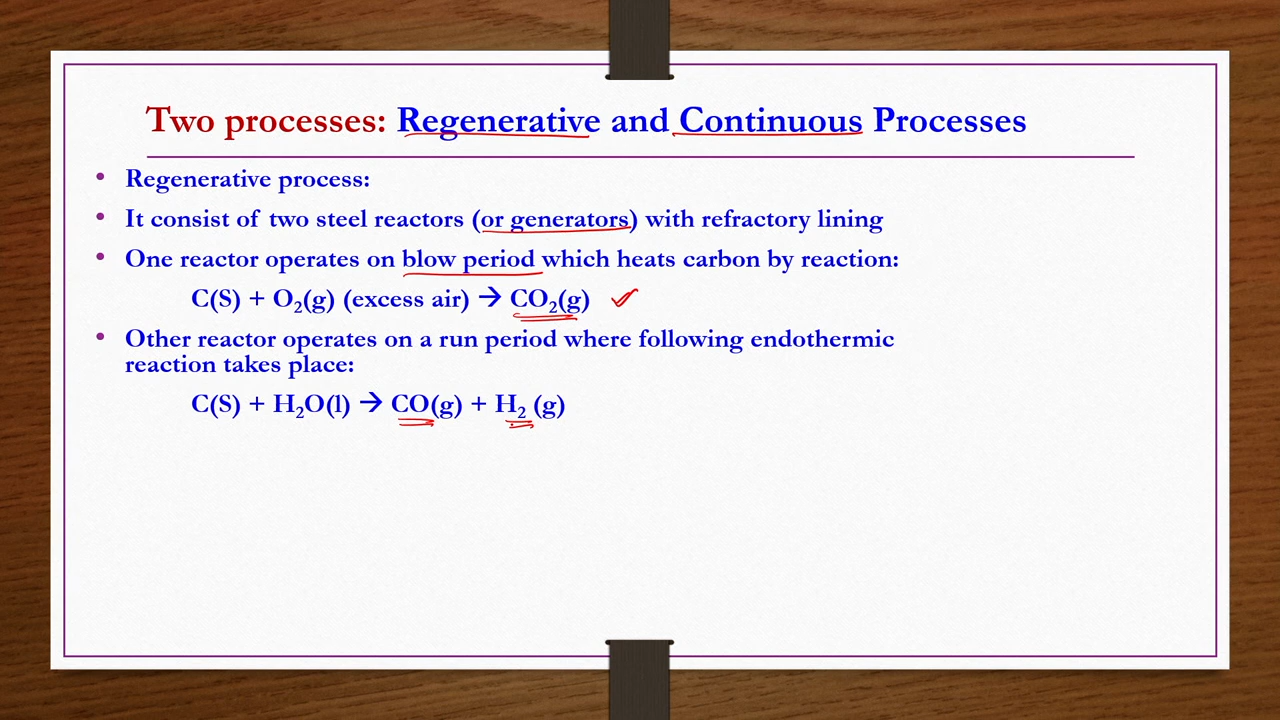 Two processes: Regenerative and Continuous Processes
• Regenerative process:
• It consist of two steel reactors (or generators) with refractory lining
• One reactor operates on blow period which heats carbon by reaction:
C(S) + O₂(g) (excess air) → CO₂(g) ✓
• Other reactor operates on a run period where following endothermic
reaction takes place:
C(S) + H₂O(l) → CO(g) + H₂ (g)